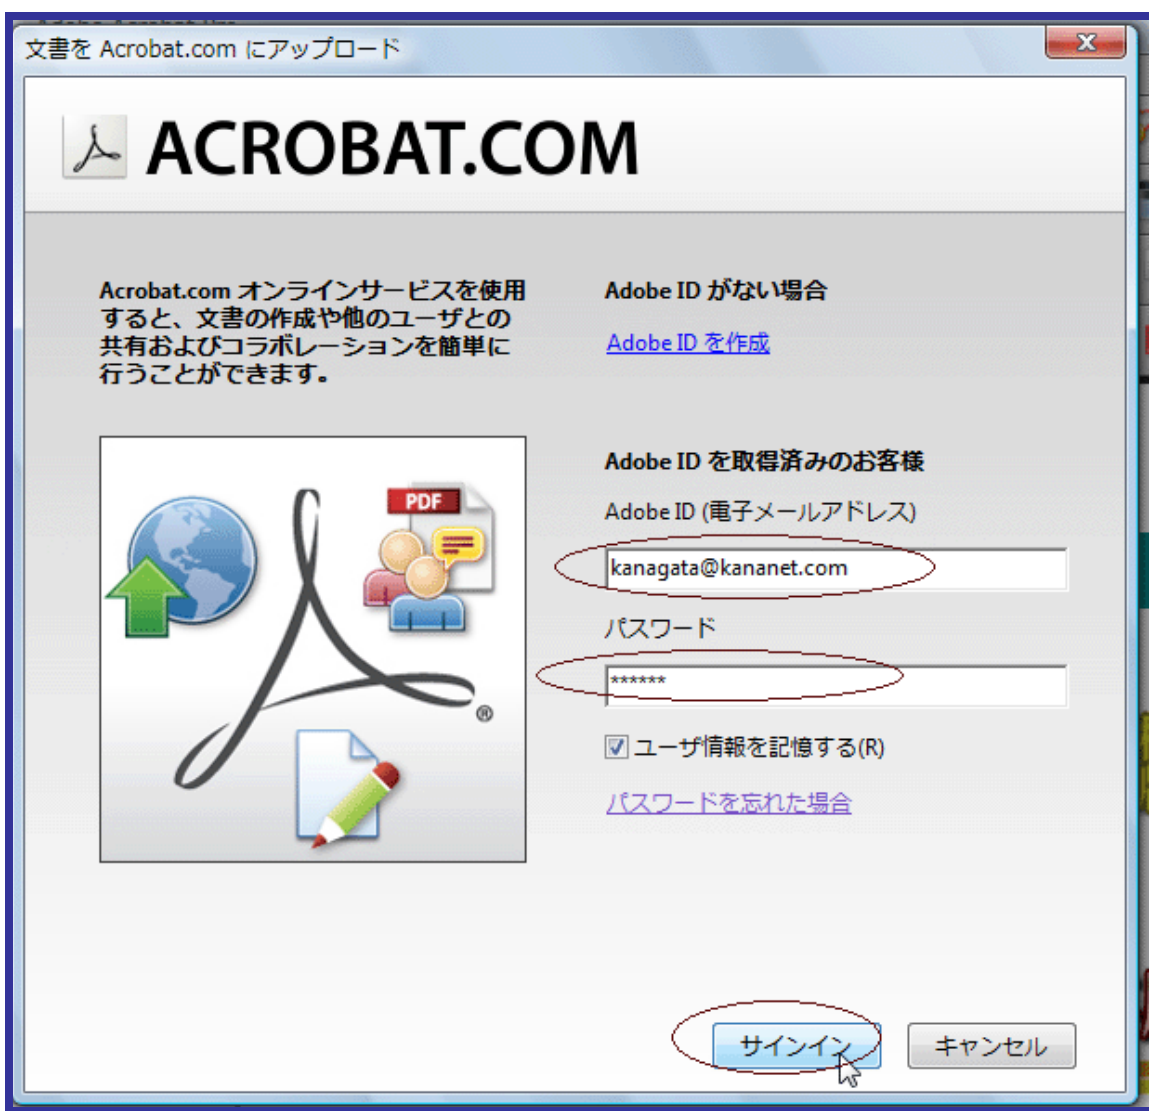 文書を Acrobat.com にアップロード
X
ACROBAT.COM
Acrobat.com オンラインサービスを使用
すると、文書の作成や他のユーザとの
共有およびコラボレーションを簡単に
行うことができます。
PDF
®
Adobe ID がない場合
Adobe ID を作成
Adobe ID を取得済みのお客様
Adobe ID (電子メールアドレス)
kanagata@kananet.com
パスワード
******
ユーザ情報を記憶する(R)
パスワードを忘れた場合
サインイン
キャンセル